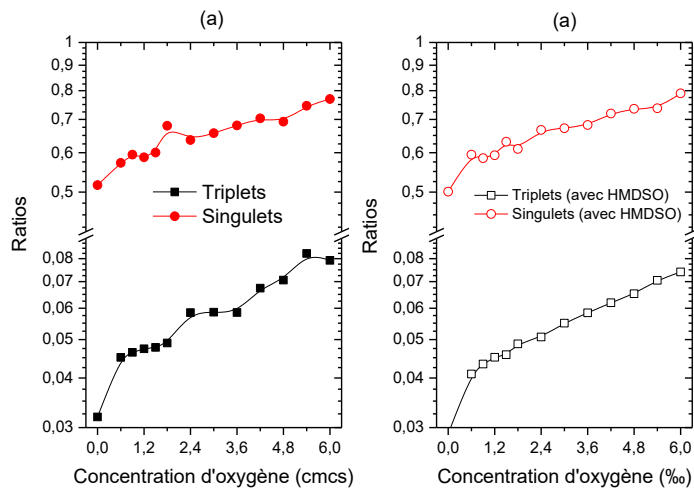 (a)
(a)
1
0,9
0,8
0,7
0,6
0,5
0,08
0,07
0,06
0,05
0,04
0,03
Ratios
Triplets
Singulets
0,0 1,2 2,4 3,6 4,8 6,0
Concentration d'oxygène (cmcs)
1
0,9
0,8
0,7
0,6
0,5
0,08
0,07
0,06
0,05
0,04
0,03
Ratios
Triplets (avec HMDSO)
Singulets (avec HMDSO)
0,0 1,2 2,4 3,6 4,8 6,0
Concentration d'oxygène (‰)